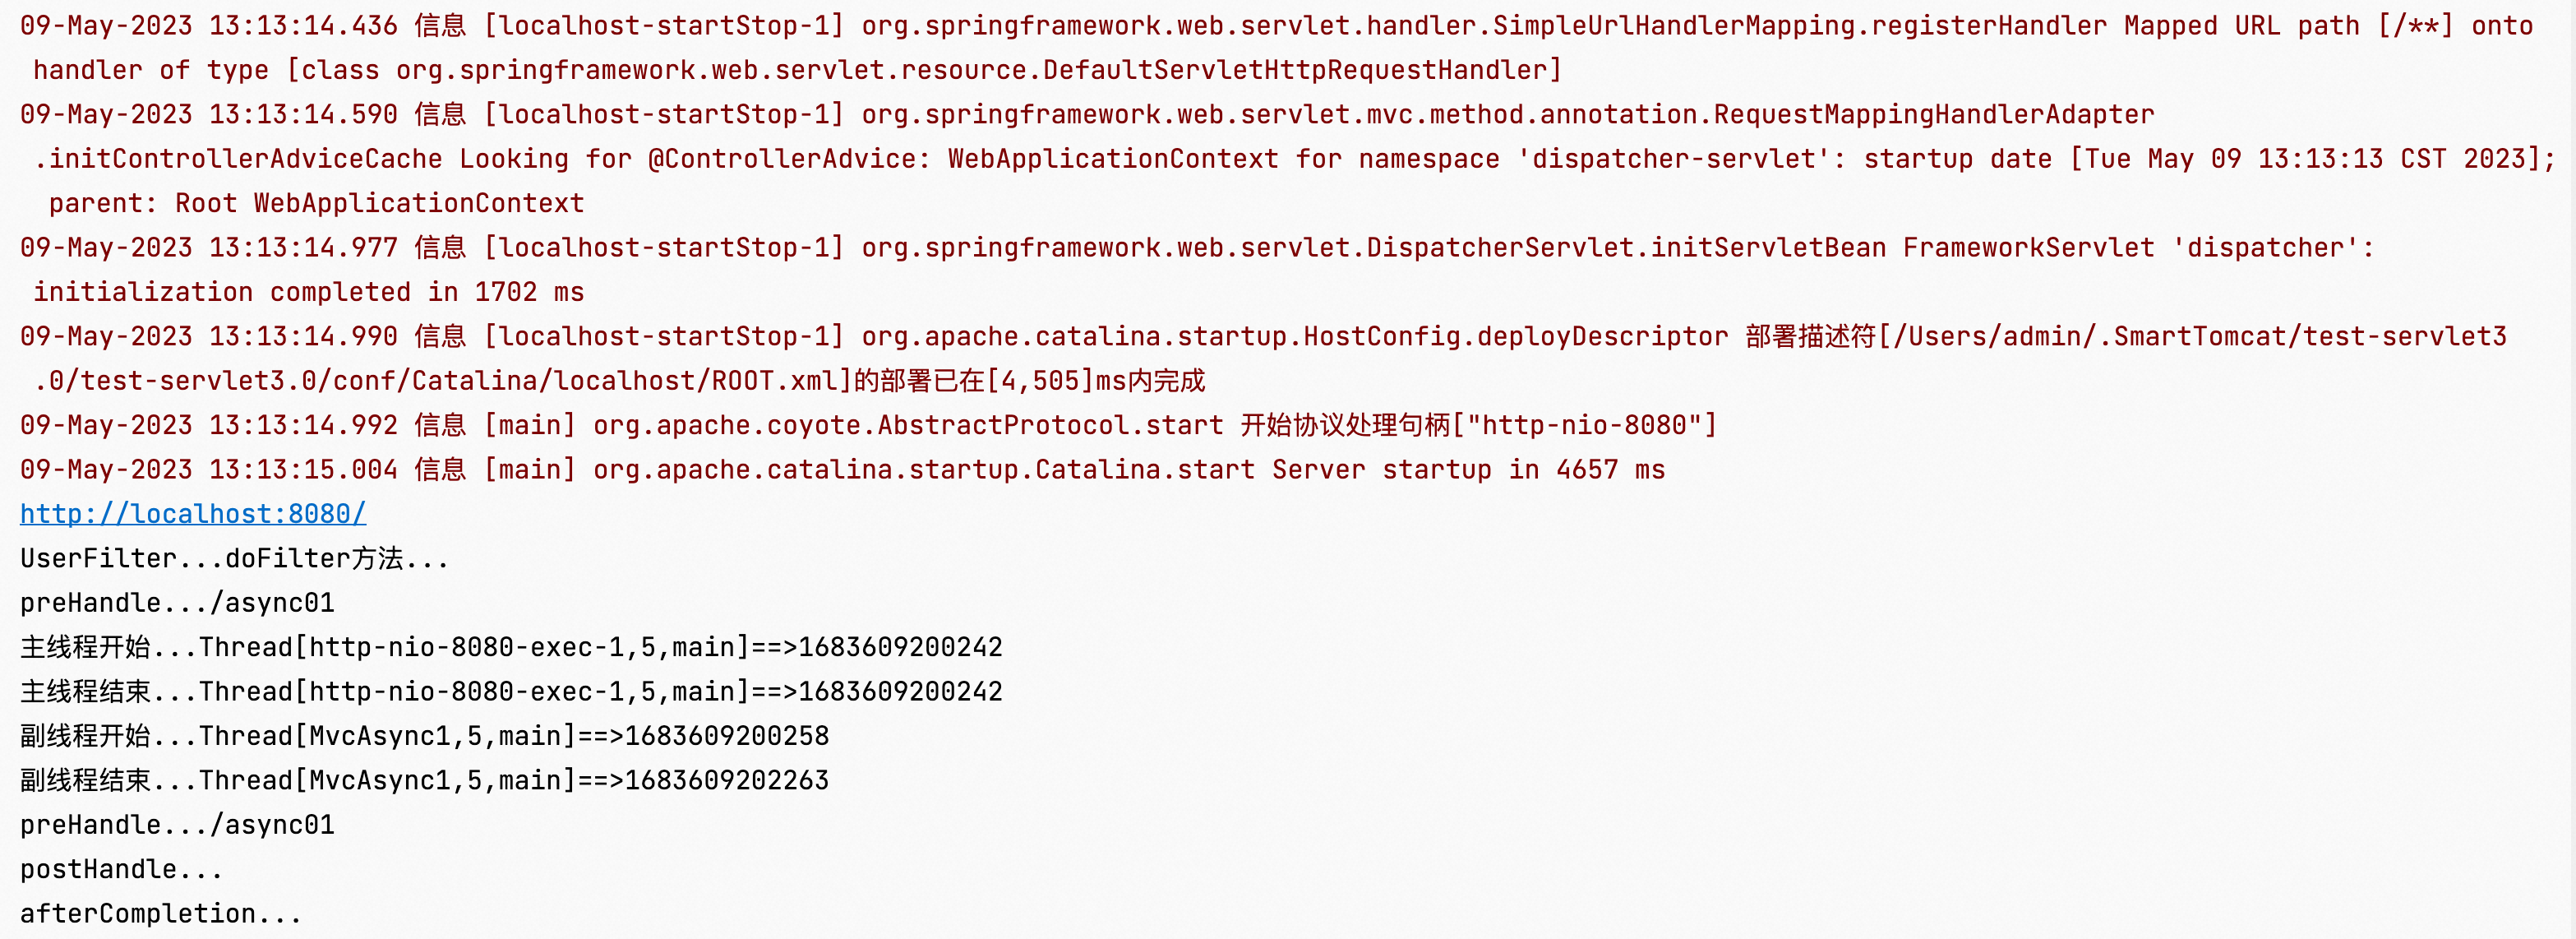 09-May-2023 13:13:14.436 信息 [localhost-startStop-1] org.springframework.web.servlet.handler.SimpleUrlHandlerMapping.registerHandler Mapped URL path [/**] onto
handler of type [class org.springframework.web.servlet.resource.DefaultServletHttpRequestHandler]
09-May-2023 13:13:14.590 信息 [localhost-startStop-1] org.springframework.web.servlet.mvc.method.annotation.RequestMappingHandlerAdapter
.initControllerAdviceCache Looking for @ControllerAdvice: WebApplicationContext for namespace 'dispatcher-servlet': startup date [Tue May 09 13:13:13 CST 2023];
parent: Root WebApplicationContext
09-May-2023 13:13:14.977 信息 [localhost-startStop-1] org.springframework.web.servlet.DispatcherServlet.initServletBean FrameworkServlet 'dispatcher':
initialization completed in 1702 ms
09-May-2023 13:13:14.990 信息 [localhost-startStop-1] org.apache.catalina.startup.HostConfig.deployDescriptor 部署描述符[/Users/admin/.SmartTomcat/test-servlet3
.0/test-servlet3.0/conf/Catalina/localhost/ROOT.xml]的部署已在[4,505]ms内完成
09-May-2023 13:13:14.992 信息 [main] org.apache.coyote.AbstractProtocol.start 开始协议处理句柄["http-nio-8080"]
09-May-2023 13:13:15.004 信息 [main] org.apache.catalina.startup.Catalina.start Server startup in 4657 ms
http://localhost:8080/
UserFilter...doFilter方法...
preHandle.../async01
主线程开始...Thread[http-nio-8080-exec-1,5,main]==>1683609200242
主线程结束...Thread[http-nio-8080-exec-1,5,main]==>1683609200242
副线程开始...Thread[MvcAsync1,5,main]==>1683609200258
副线程结束...Thread[MvcAsync1,5,main]==>1683609202263
preHandle.../async01
postHandle...
afterCompletion...